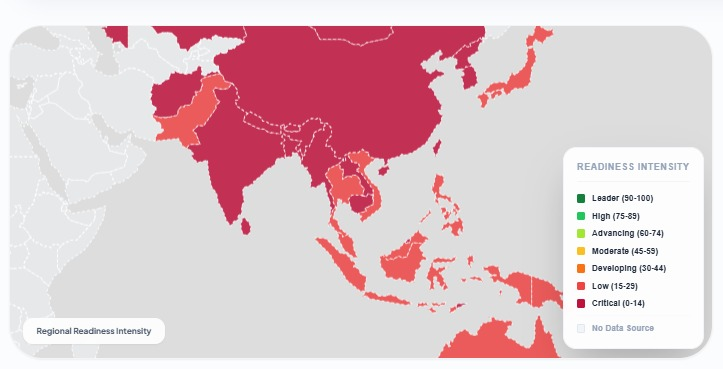 READINESS INTENSITY
Leader (90-100)
High (75-89)
Advancing (60-74)
Moderate (45-59)
Developing (30-44)
Low (15-29)
Critical (0-14)
No Data Source
Regional Readiness Intensity